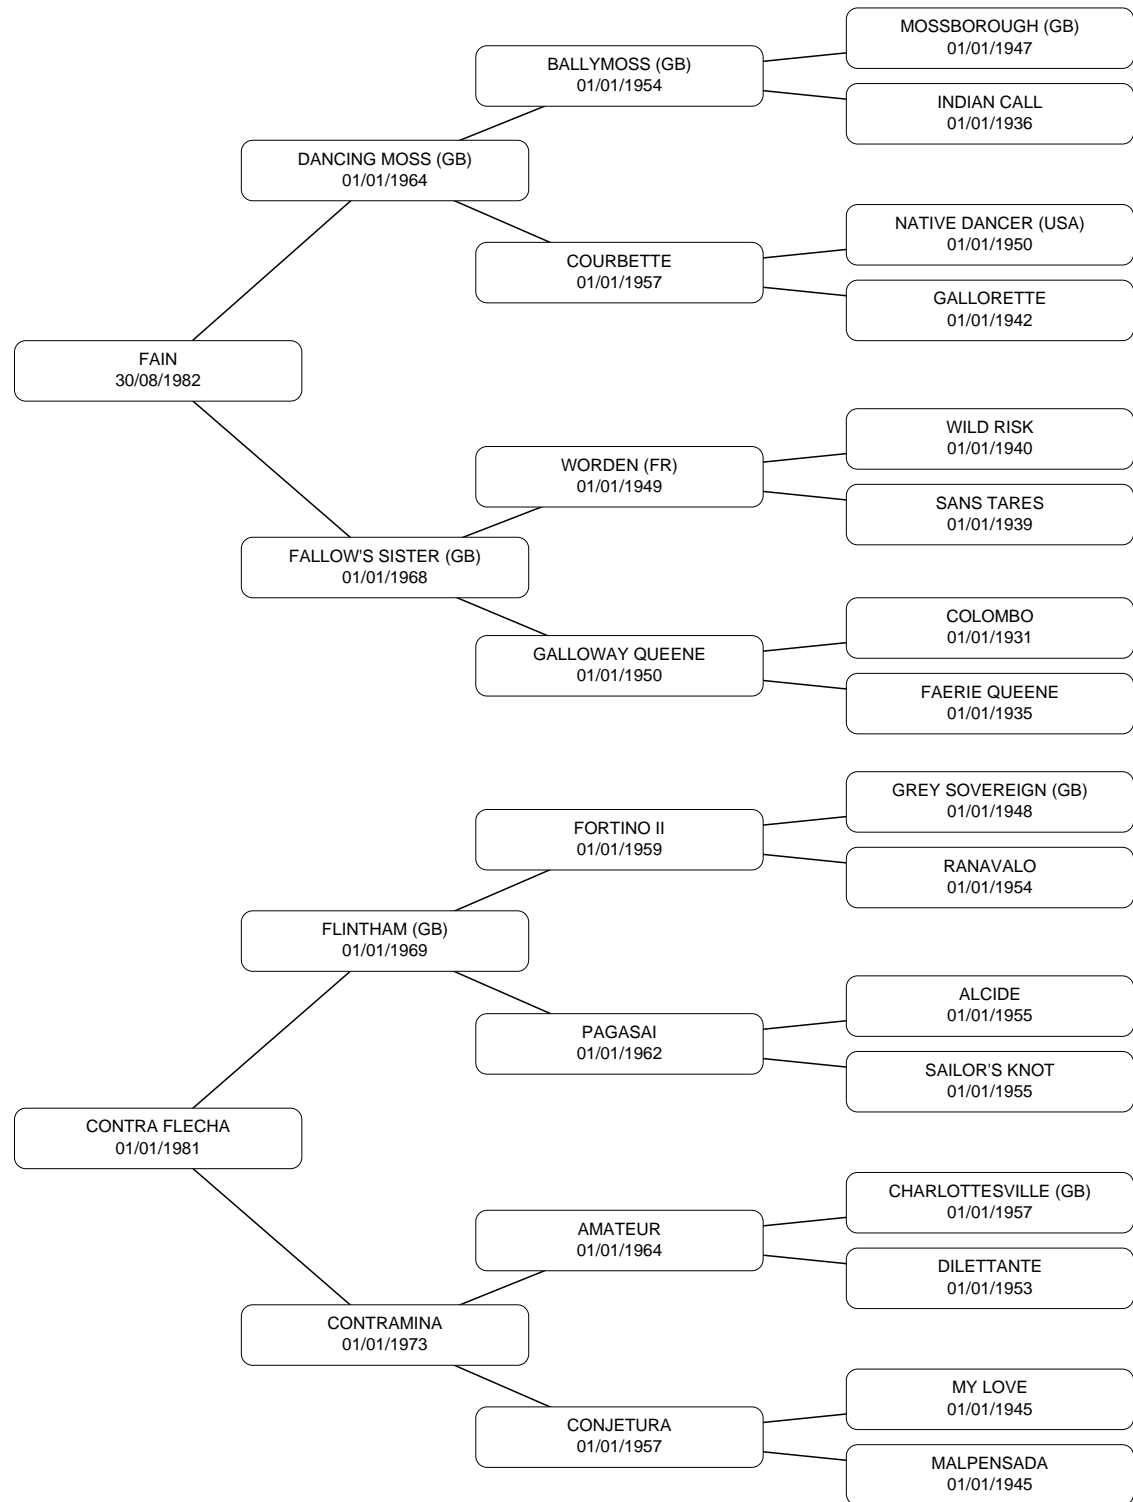 MOSSBOROUGH (GB)
01/01/1947
BALLYMOSS (GB)
01/01/1954
INDIAN CALL
01/01/1936
DANCING MOSS (GB)
01/01/1964
NATIVE DANCER (USA)
01/01/1950
COURBETTE
01/01/1957
GALLORETTE
01/01/1942
FAIN
30/08/1982
WILD RISK
01/01/1940
WORDEN (FR)
01/01/1949
SANS TARES
01/01/1939
FALLOW'S SISTER (GB)
01/01/1968
COLOMBO
01/01/1931
GALLOWAY QUEENE
01/01/1950
FAERIE QUEENE
01/01/1935
GREY SOVEREIGN (GB)
01/01/1948
FORTINO II
01/01/1959
RANAVALO
01/01/1954
FLINTHAM (GB)
01/01/1969
ALCIDE
01/01/1955
PAGASAI
01/01/1962
SAILOR'S KNOT
01/01/1955
CONTRA FLECHA
01/01/1981
CHARLOTTESVILLE (GB)
01/01/1957
AMATEUR
01/01/1964
DILETTANTE
01/01/1953
CONTRAMINA
01/01/1973
MY LOVE
01/01/1945
CONJETURA
01/01/1957
MALPENSADA
01/01/1945